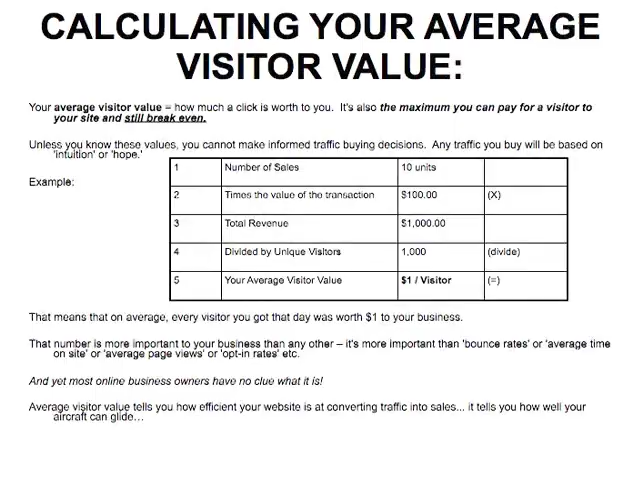 CALCULATING YOUR AVERAGE
VISITOR VALUE:
Your average visitor value = how much a click is worth to you. It's also the maximum you can pay for a visitor to
your site and still break even.
Unless you know these values, you cannot make informed traffic buying decisions. Any traffic you buy will be based on
'intuition' or 'hope.'
Example:
1 Number of Sales 10 units
2 Times the value of the transaction $100.00 (X)
3 Total Revenue $1,000.00
4 Divided by Unique Visitors 1,000 (divide)
5 Your Average Visitor Value $1 / Visitor (=)
That means that on average, every visitor you got that day was worth $1 to your business.
That number is more important to your business than any other – it's more important than 'bounce rates' or 'average time
on site' or 'average page views' or 'opt-in rates' etc.
And yet most online business owners have no clue what it is!
Average visitor value tells you how efficient your website is at converting traffic into sales... it tells you how well your
aircraft can glide…